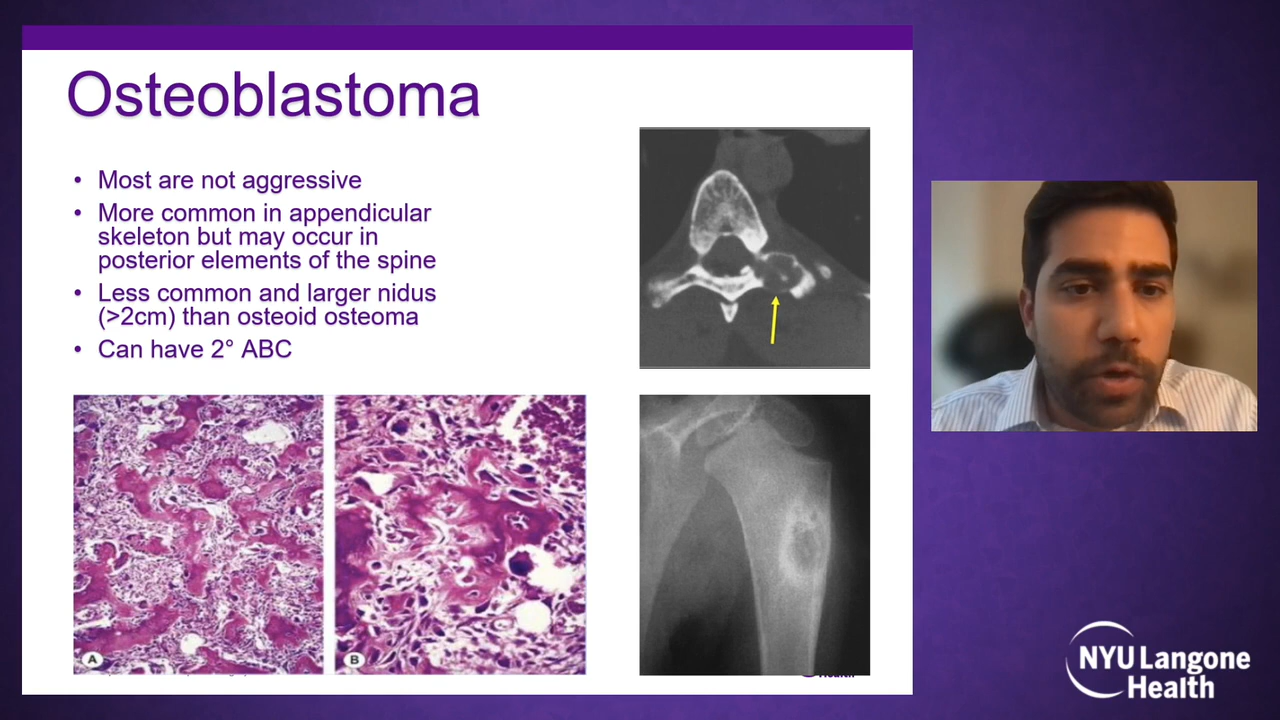 Osteoblastoma
• Most are not aggressive
• More common in appendicular
skeleton but may occur in
posterior elements of the spine
• Less common and larger nidus
(>2cm) than osteoid osteoma
• Can have 2° ABC
A
B
NYU Langone
Health